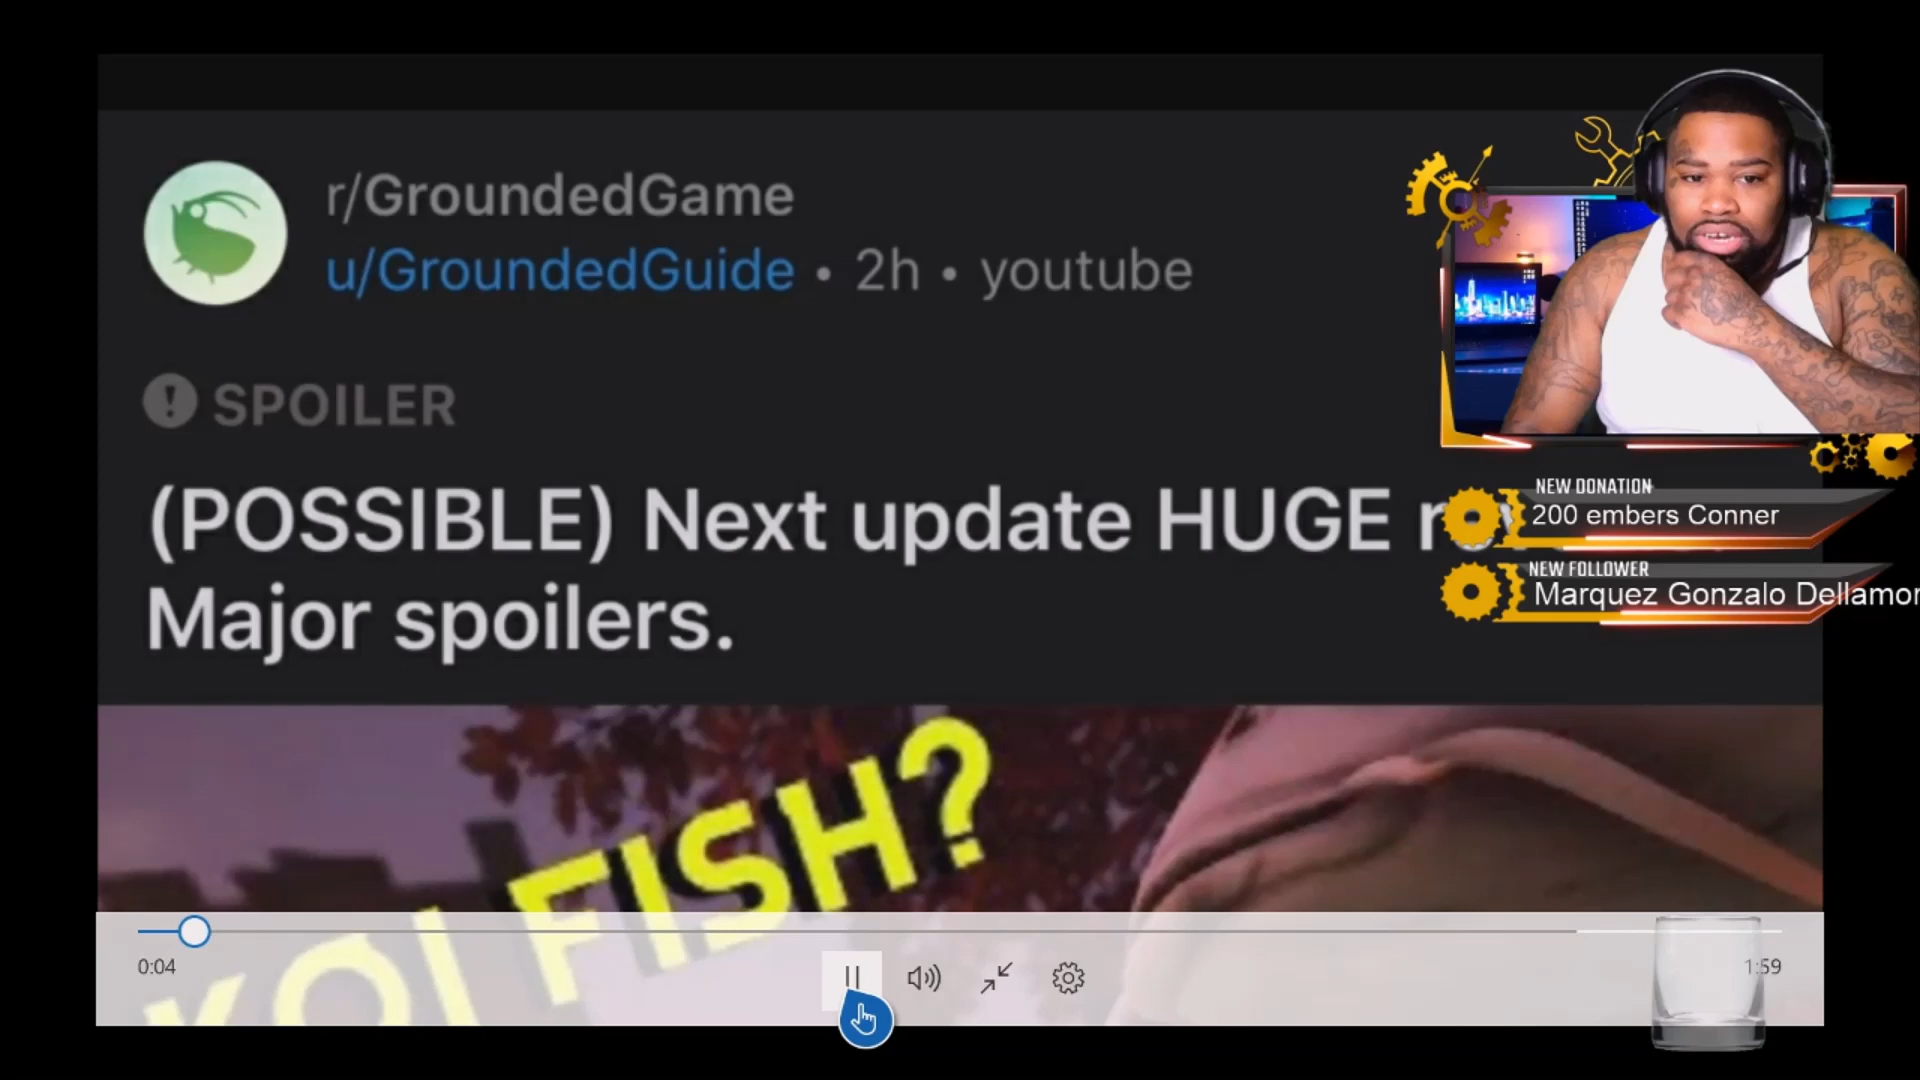 r/GroundedGame
u/GroundedGuide • 2h • youtube
SPOILER
(POSSIBLE) Next update HUGE
Major spoilers.
NEW DONATION
200 embers Conner
NEW FOLLOWER
Marquez Gonzalo Dellamor
KOI FISH?
0:04
1:59